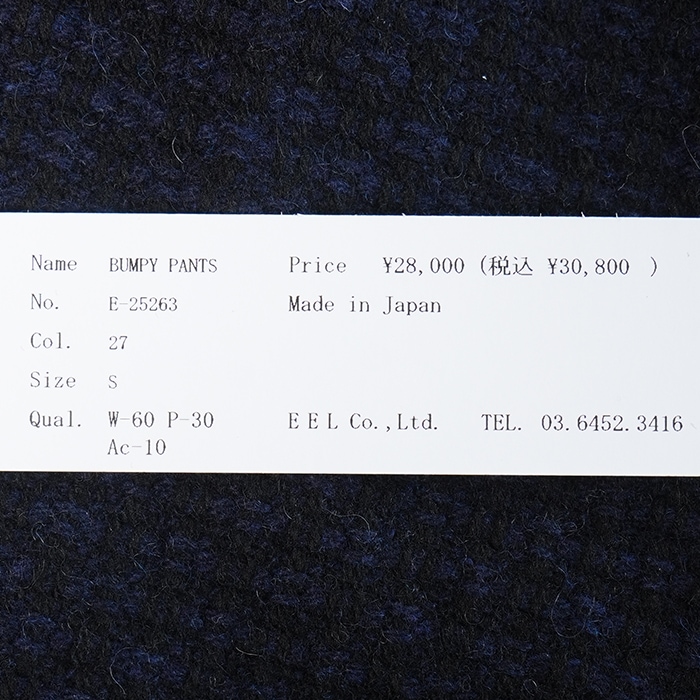 Name BUMPY PANTS Price ¥28,000 (税込 ¥30,800 )
No. E-25263 Made in Japan
Col. 27
Size S
Qual. W-60 P-30 E E L Co.,Ltd. TEL. 03.6452.3416
Ac-10